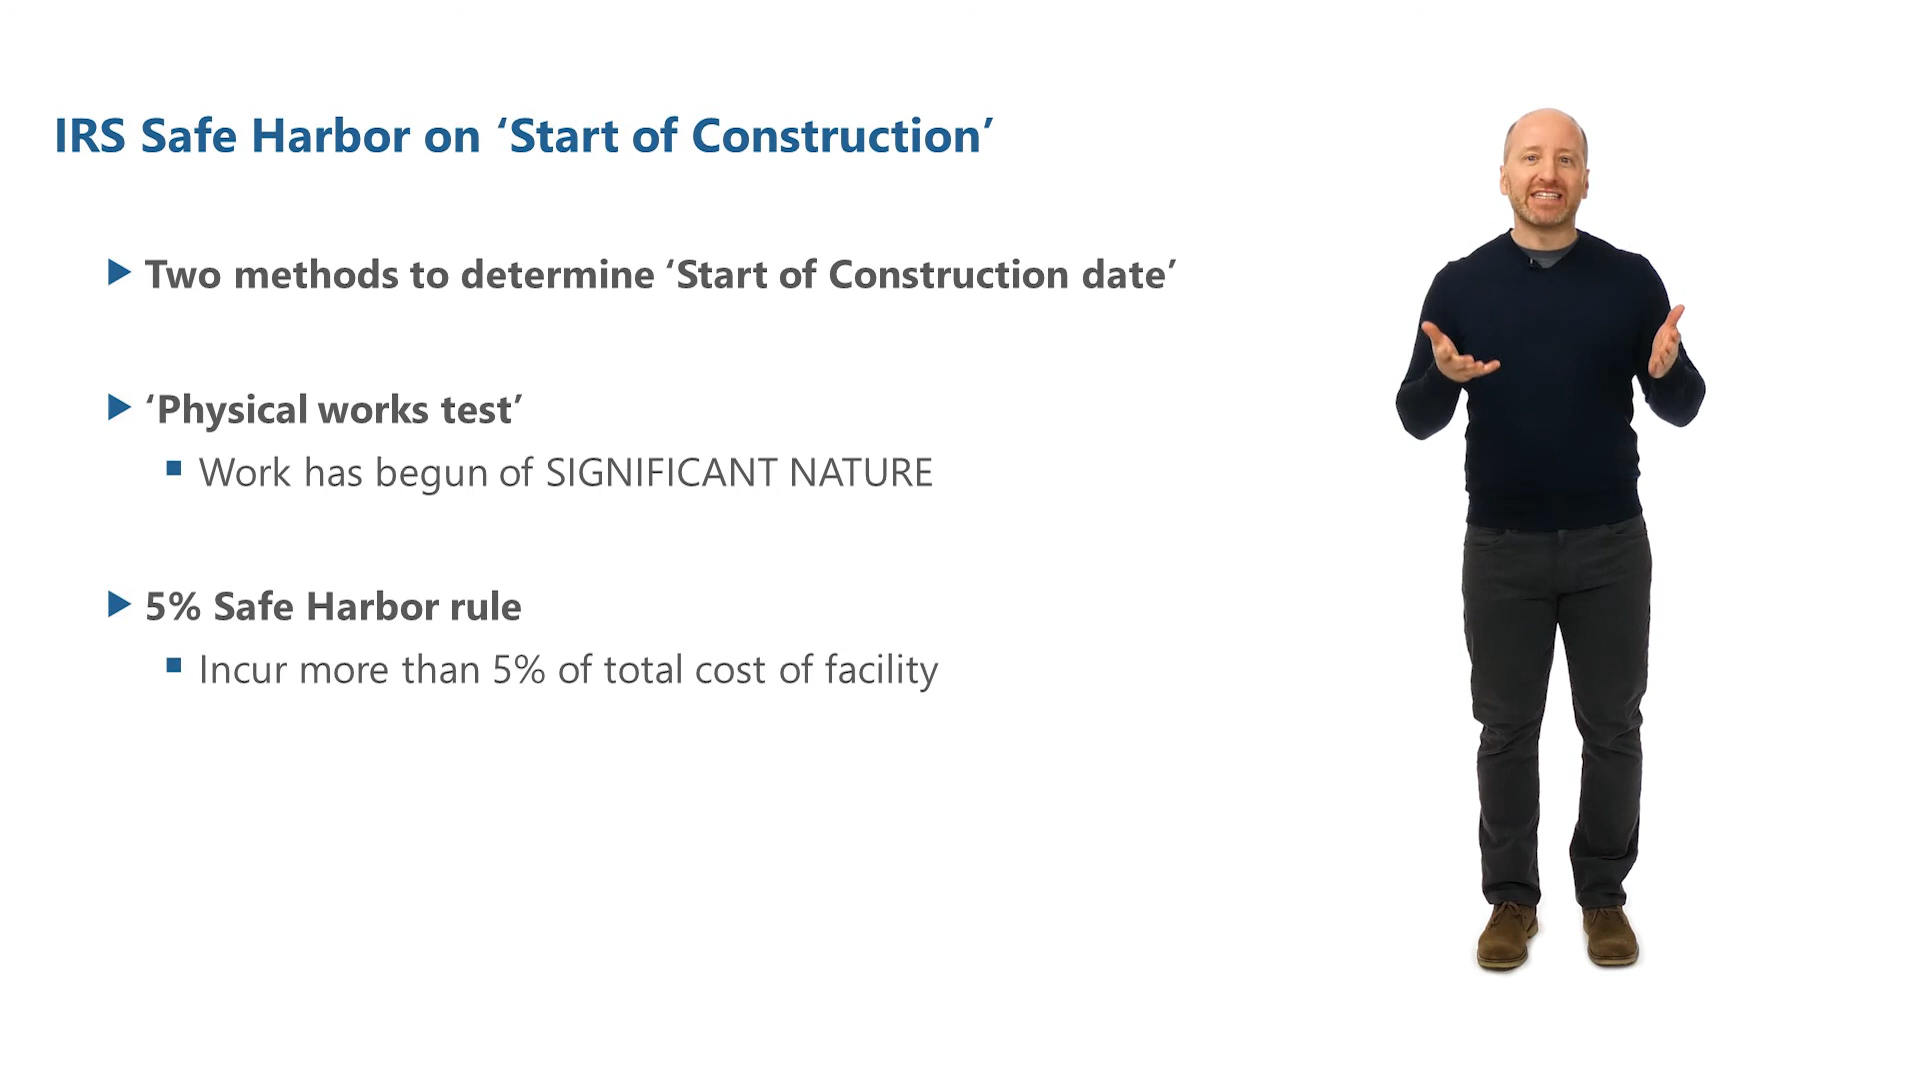 IRS Safe Harbor on ‘Start of Construction’
Two methods to determine ‘Start of Construction date’
‘Physical works test’
Work has begun of SIGNIFICANT NATURE
5% Safe Harbor rule
Incur more than 5% of total cost of facility